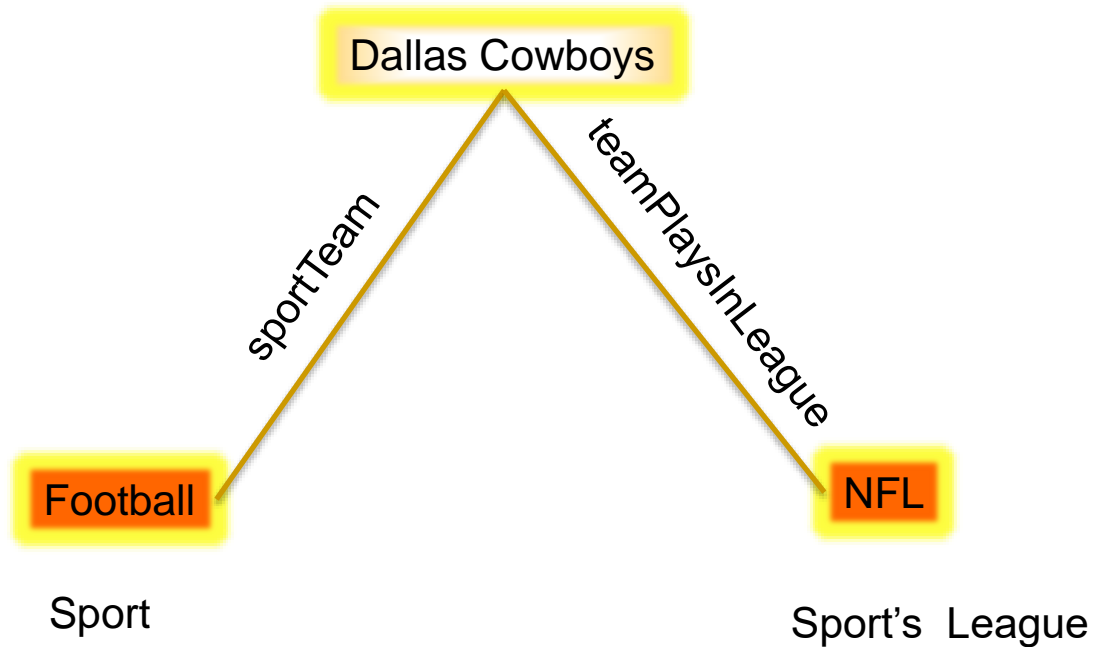 Dallas Cowboys
sportTeam
teamPlaysInLeague
Football
NFL
Sport
Sport's League